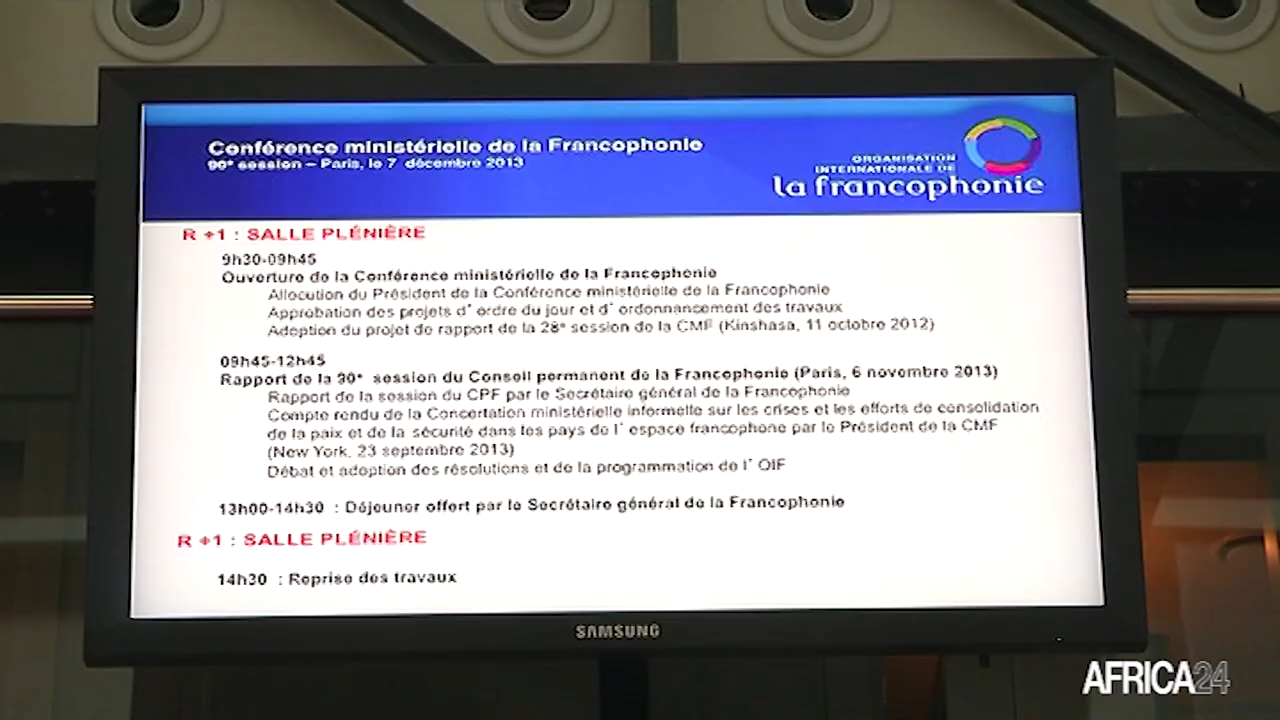 Conférence ministérielle de la Francophonie
90e session – Paris, le 7 décembre 2013
ORGANISATION
INTERNATIONALE DE
la francophonie
R +1 : SALLE PLÉNIÈRE
9h30-09h45
Ouverture de la Conférence ministérielle de la Francophonie
Allocution du Président de la Conférence ministérielle de la Francophonie
Approbation des projets d' ordre du jour et d' ordonnancement des travaux
Adoption du projet de rapport de la 28e session de la CMF (Kinshasa, 11 octobre 2012)
09h45-12h45
Rapport de la 90e session du Conseil permanent de la Francophonie (Paris, 6 novembre 2013)
Rapport de la session du CPF par le Secrétaire général de la Francophonie
Compte rendu de la Concertation ministérielle informelle sur les crises et les efforts de consolidation
de la paix et de la sécurité dans les pays de l' espace francophone par le Président de la CMF
(New York, 23 septembre 2013)
Débat et adoption des résolutions et de la programmation de l' OIF
13h00-14h30 : Déjeuner offert par le Secrétaire général de la Francophonie
R +1 : SALLE PLÉNIÈRE
14h30 : Reprise des travaux
SAMSUNG
AFRICA24